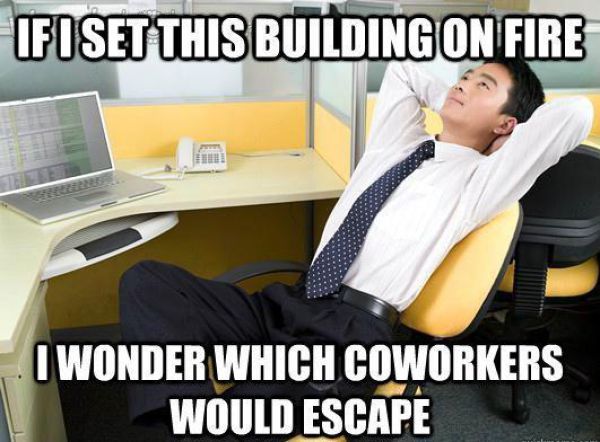 IF I SET THIS BUILDING ON FIRE
I WONDER WHICH COWORKERS
WOULD ESCAPE